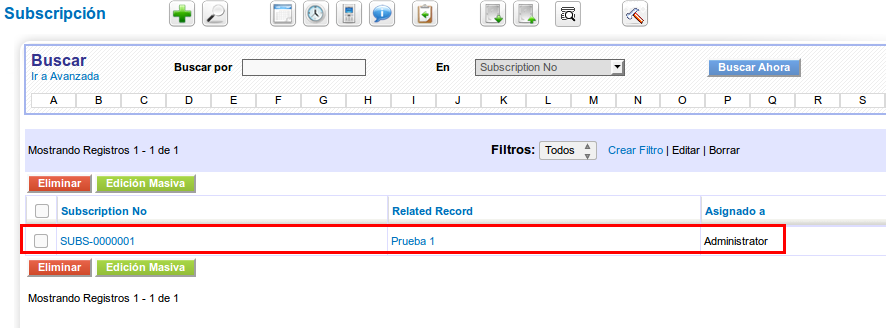 Subscripción
Buscar
Ir a Avanzada
Buscar por En Subscription No Buscar Ahora
A B C D E F G H I J K L M N O P Q R S
Mostrando Registros 1 - 1 de 1 Filtros: Todos Crear Filtro | Editar | Borrar
Eliminar Edición Masiva
Subscription No Related Record Asignado a
SUBS-0000001 Prueba 1 Administrator
Eliminar Edición Masiva
Mostrando Registros 1 - 1 de 1